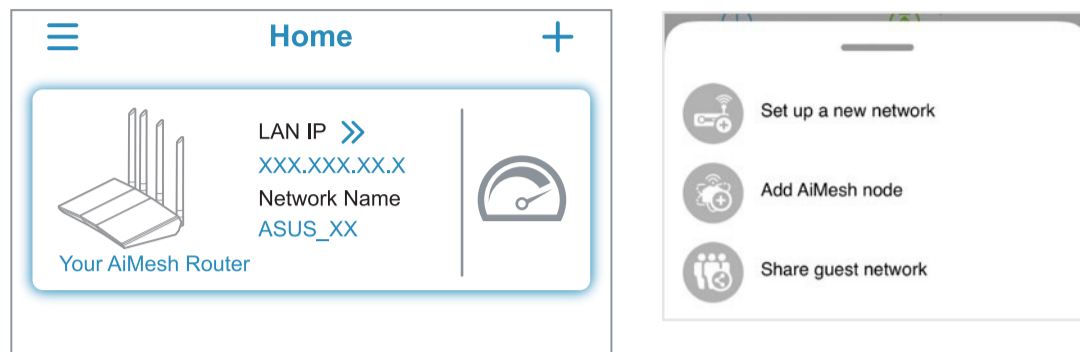 Home
LAN IP
XXX.XXX.XX.X
Network Name
ASUS_XX
Your AiMesh Router
Set up a new network
Add AiMesh node
Share guest network